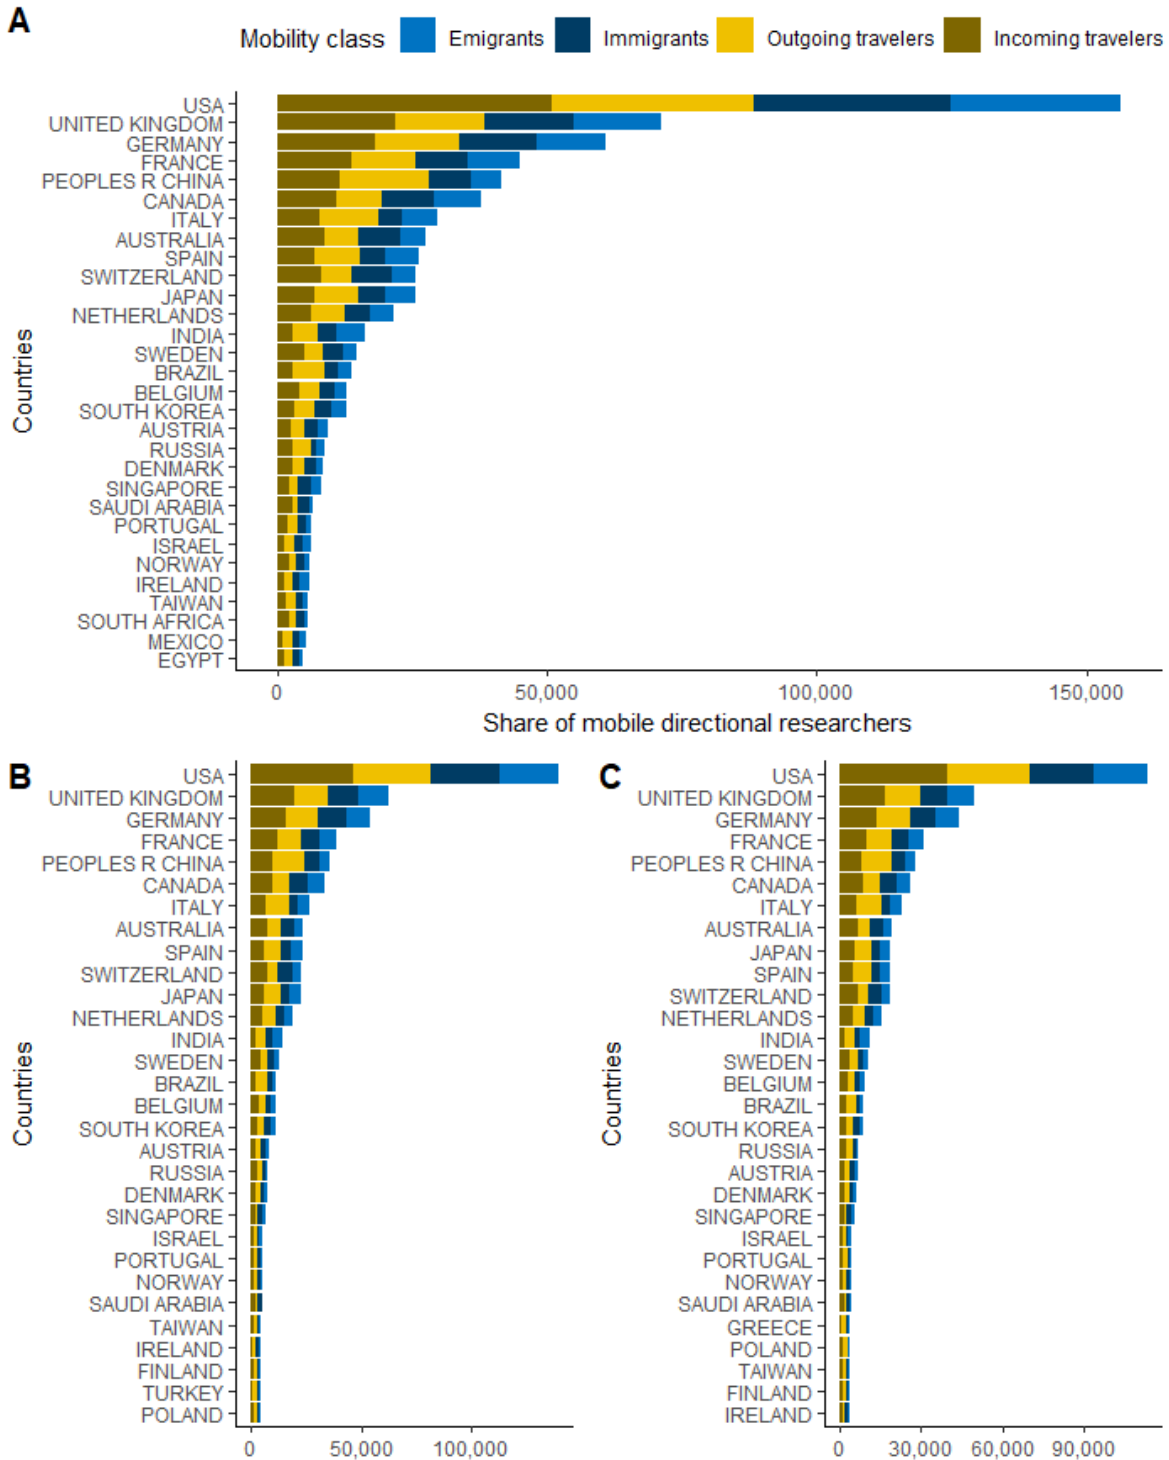 A
Mobility class Emigrants Immigrants Outgoing travelers Incoming travelers
USA
UNITED KINGDOM
GERMANY
FRANCE
PEOPLES R CHINA
CANADA
ITALY
AUSTRALIA
SPAIN
SWITZERLAND
JAPAN
NETHERLANDS
INDIA
SWEDEN
BRAZIL
BELGIUM
SOUTH KOREA
AUSTRIA
RUSSIA
DENMARK
SINGAPORE
SAUDI ARABIA
PORTUGAL
ISRAEL
NORWAY
IRELAND
TAIWAN
SOUTH AFRICA
MEXICO
EGYPT
Countries
0 50,000 100,000 150,000
Share of mobile directional researchers
B
USA
UNITED KINGDOM
GERMANY
FRANCE
PEOPLES R CHINA
CANADA
ITALY
AUSTRALIA
SPAIN
SWITZERLAND
JAPAN
NETHERLANDS
INDIA
SWEDEN
BRAZIL
BELGIUM
SOUTH KOREA
AUSTRIA
RUSSIA
DENMARK
SINGAPORE
ISRAEL
PORTUGAL
NORWAY
SAUDI ARABIA
TAIWAN
IRELAND
FINLAND
TURKEY
POLAND
Countries
0 50,000 100,000
C
USA
UNITED KINGDOM
GERMANY
FRANCE
PEOPLES R CHINA
CANADA
ITALY
AUSTRALIA
JAPAN
SPAIN
SWITZERLAND
NETHERLANDS
INDIA
SWEDEN
BELGIUM
BRAZIL
SOUTH KOREA
RUSSIA
AUSTRIA
DENMARK
SINGAPORE
ISRAEL
PORTUGAL
NORWAY
SAUDI ARABIA
GREECE
POLAND
TAIWAN
FINLAND
IRELAND
Countries
0 30,000 60,000 90,000